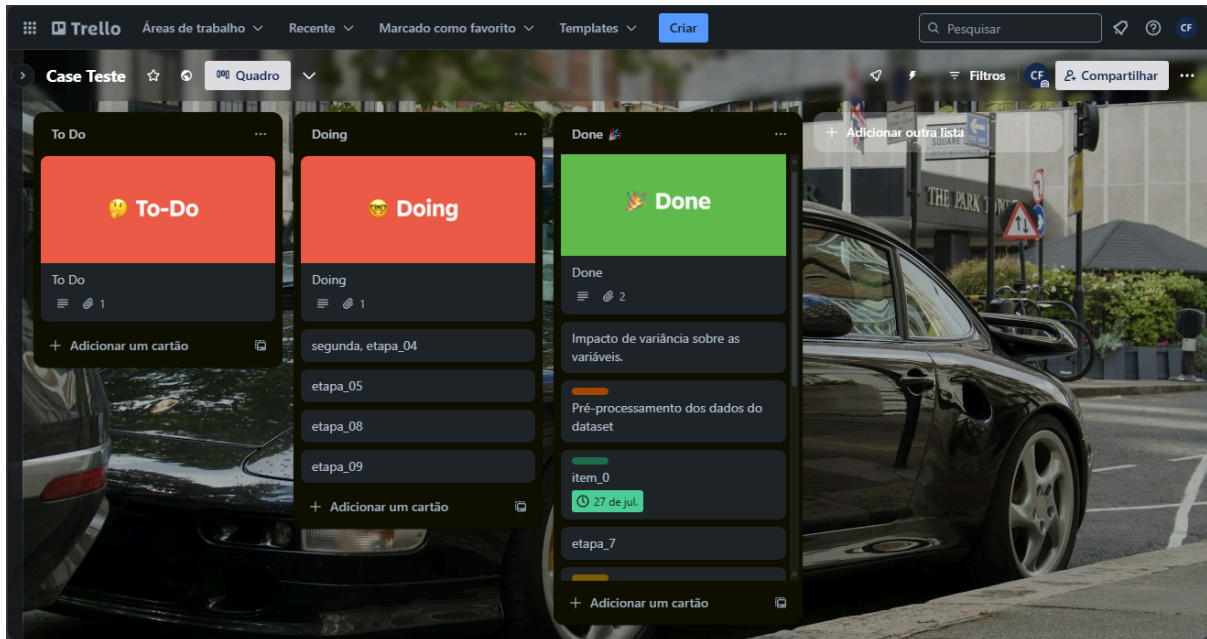 Trello
Áreas de trabalho
Recente
Marcado como favorito
Templates
Criar
Pesquisar
CF
Case Teste
Quadro
Filtros
CF
Compartilhar
To Do
🤔 To-Do
To Do
1
Adicionar um cartão
Doing
🤓 Doing
Doing
1
segunda, etapa_04
etapa_05
etapa_08
etapa_09
Adicionar um cartão
Done 🎉
🎉 Done
Done
2
Impacto de variância sobre as
variáveis.
Pré-processamento dos dados do
dataset
item_0
27 de jul.
etapa_7
Adicionar um cartão
Adicionar outra lista
SQUARE
THE PARK